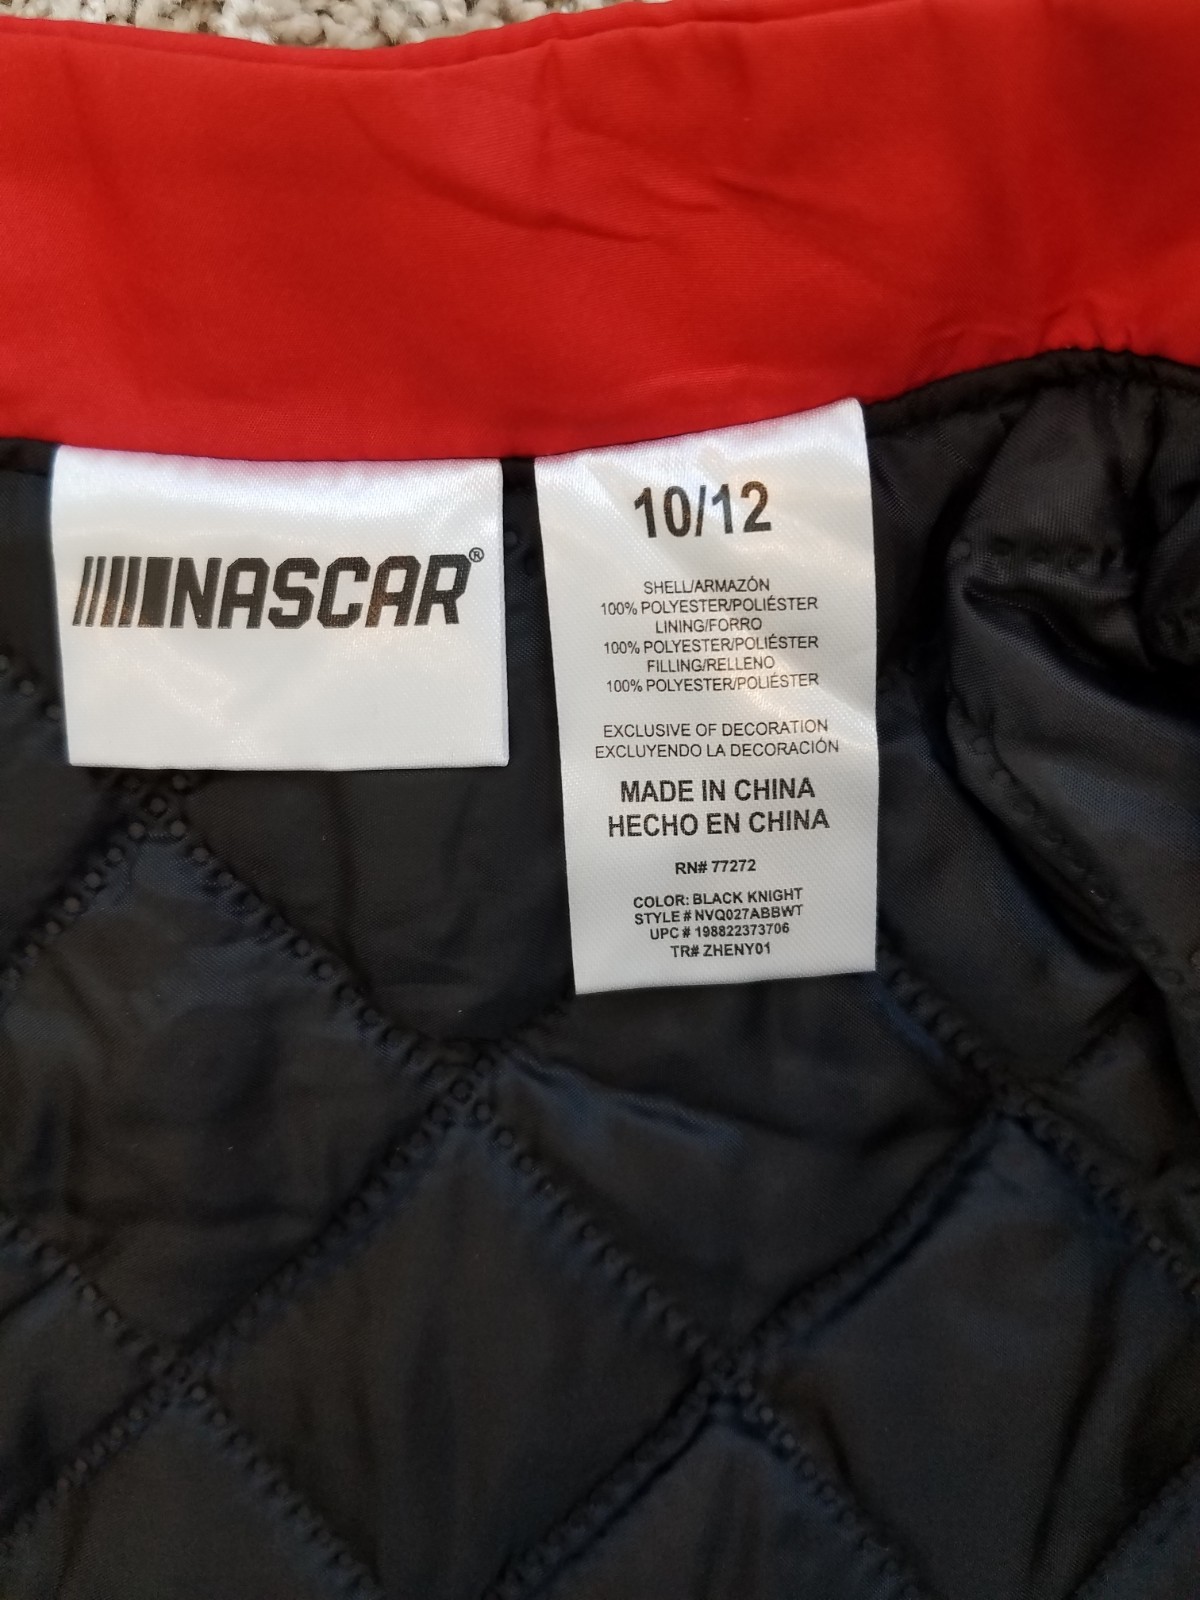 NASCAR®
10/12
SHELL/ARMAZÓN
100% POLYESTER/POLIÉSTER
LINING/FORRO
100% POLYESTER/POLIÉSTER
FILLING/RELLENO
100% POLYESTER/POLIÉSTER
EXCLUSIVE OF DECORATION
EXCLUYENDO LA DECORACIÓN
MADE IN CHINA
HECHO EN CHINA
RN# 77272
COLOR: BLACK KNIGHT
STYLE # NVQ027ABBWT
UPC # 198822373706
TR# ZHENY01